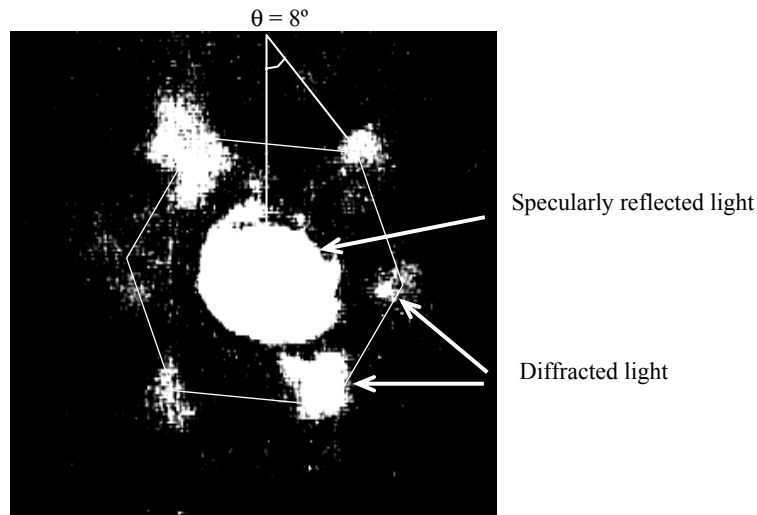 θ = 8º
Specularly reflected light
Diffracted light